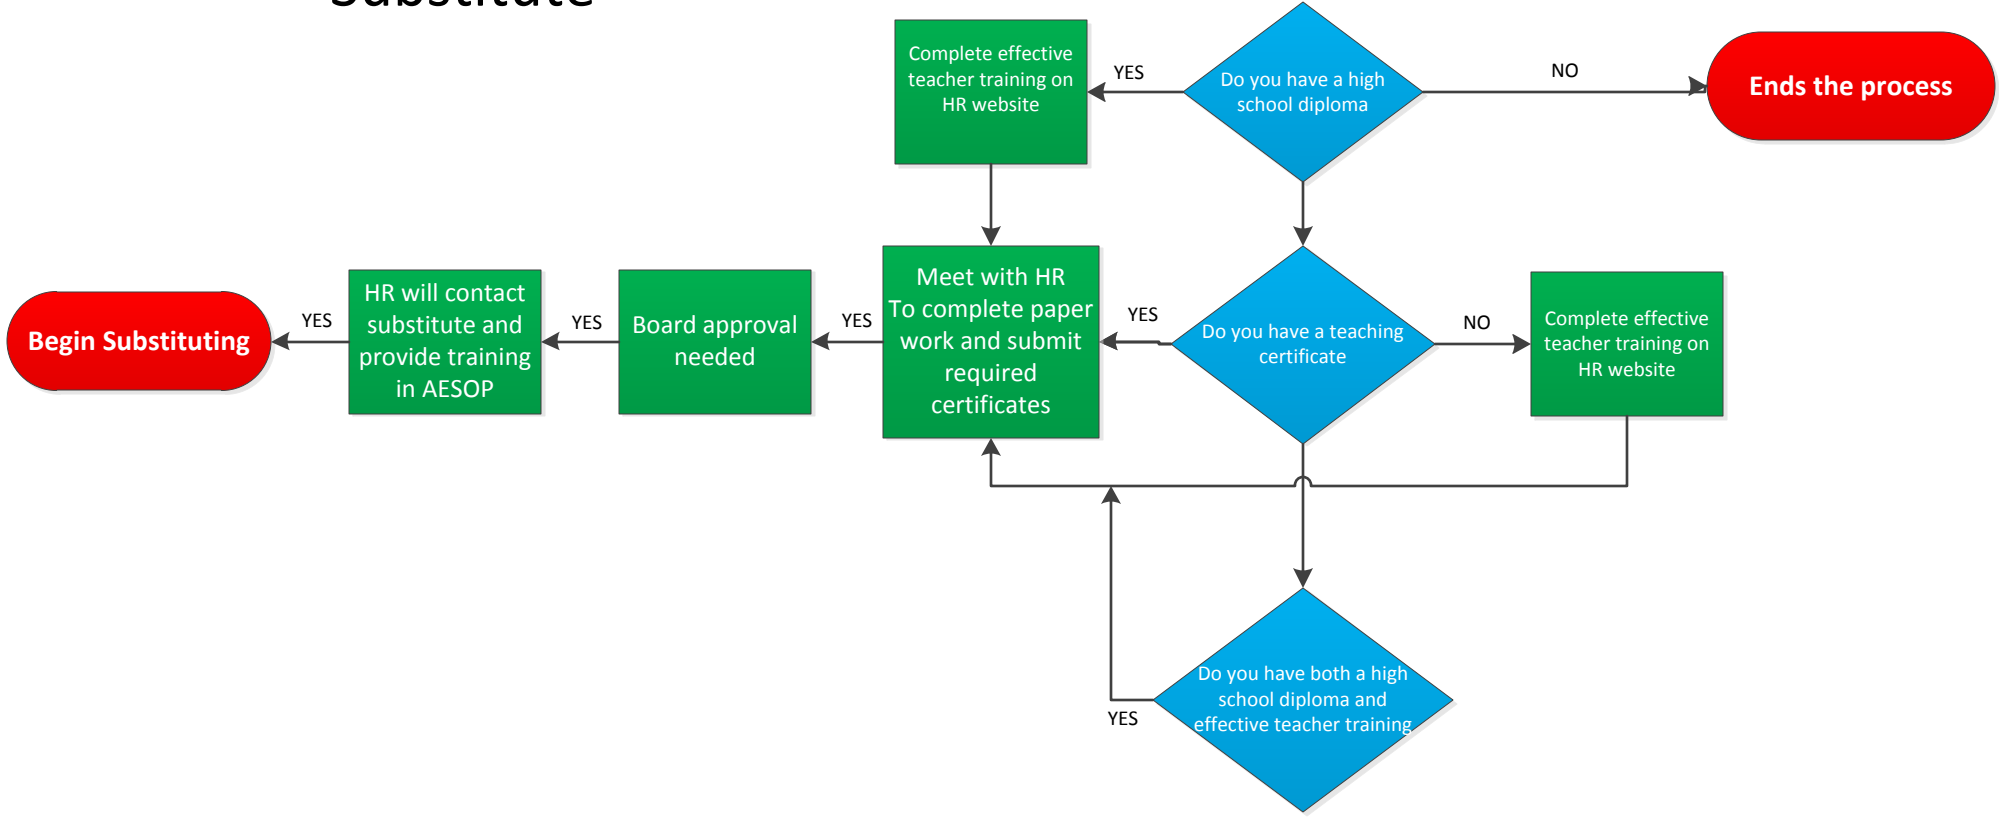 Substitute
Complete effective
teacher training on
HR website
YES
Do you have a high
school diploma
NO
Ends the process
Begin Substituting
YES
HR will contact
substitute and
provide training
in AESOP
YES
Board approval
needed
YES
Meet with HR
To complete paper
work and submit
required
certificates
YES
Do you have a teaching
certificate
NO
Complete effective
teacher training on
HR website
Do you have both a high
school diploma and
effective teacher training
YES